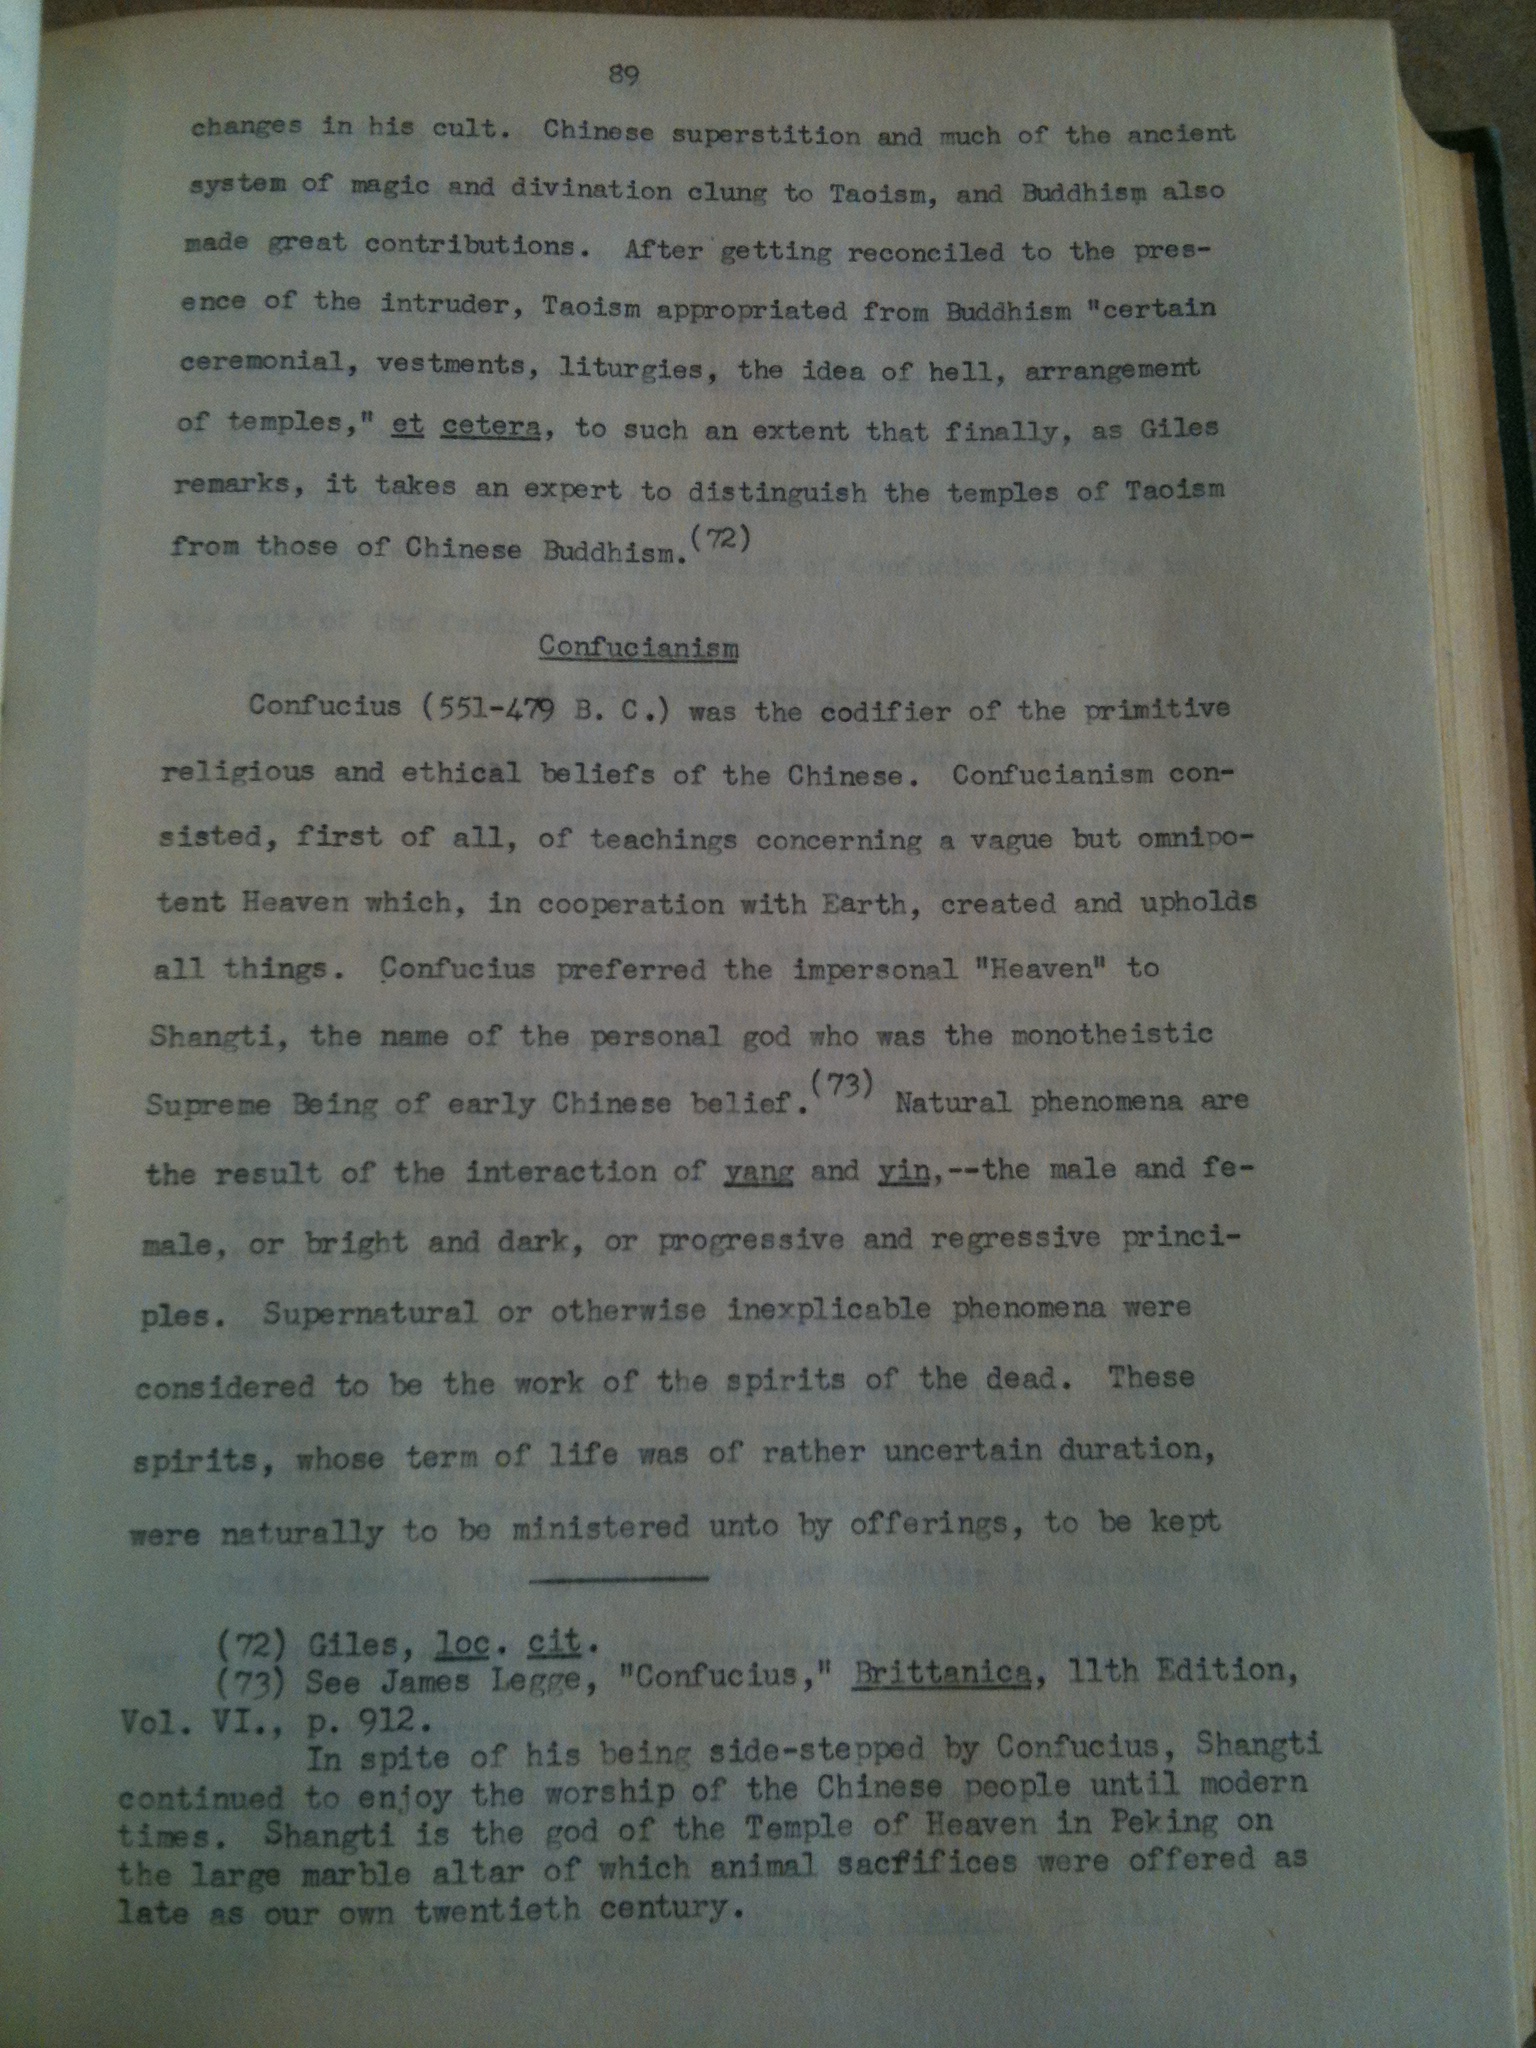 89
changes in his cult. Chinese superstition and much of the ancient
system of magic and divination clung to Taoism, and Buddhism also
made great contributions. After getting reconciled to the pres-
ence of the intruder, Taoism appropriated from Buddhism "certain
ceremonial, vestments, liturgies, the idea of hell, arrangement
of temples," et cetera, to such an extent that finally, as Giles
remarks, it takes an expert to distinguish the temples of Taoism
from those of Chinese Buddhism.(72)
Confucianism
Confucius (551-479 B. C.) was the codifier of the primitive
religious and ethical beliefs of the Chinese. Confucianism con-
sisted, first of all, of teachings concerning a vague but omnipo-
tent Heaven which, in cooperation with Earth, created and upholds
all things. Confucius preferred the impersonal "Heaven" to
Shangti, the name of the personal god who was the monotheistic
Supreme Being of early Chinese belief.(73) Natural phenomena are
the result of the interaction of yang and yin,--the male and fe-
male, or bright and dark, or progressive and regressive princi-
ples. Supernatural or otherwise inexplicable phenomena were
considered to be the work of the spirits of the dead. These
spirits, whose term of life was of rather uncertain duration,
were naturally to be ministered unto by offerings, to be kept
(72) Giles, loc. cit.
(73) See James Legge, "Confucius," Brittanica, 11th Edition,
Vol. VI., p. 912.
In spite of his being side-stepped by Confucius, Shangti
continued to enjoy the worship of the Chinese people until modern
times. Shangti is the god of the Temple of Heaven in Peking on
the large marble altar of which animal sacrifices were offered as
late as our own twentieth century.